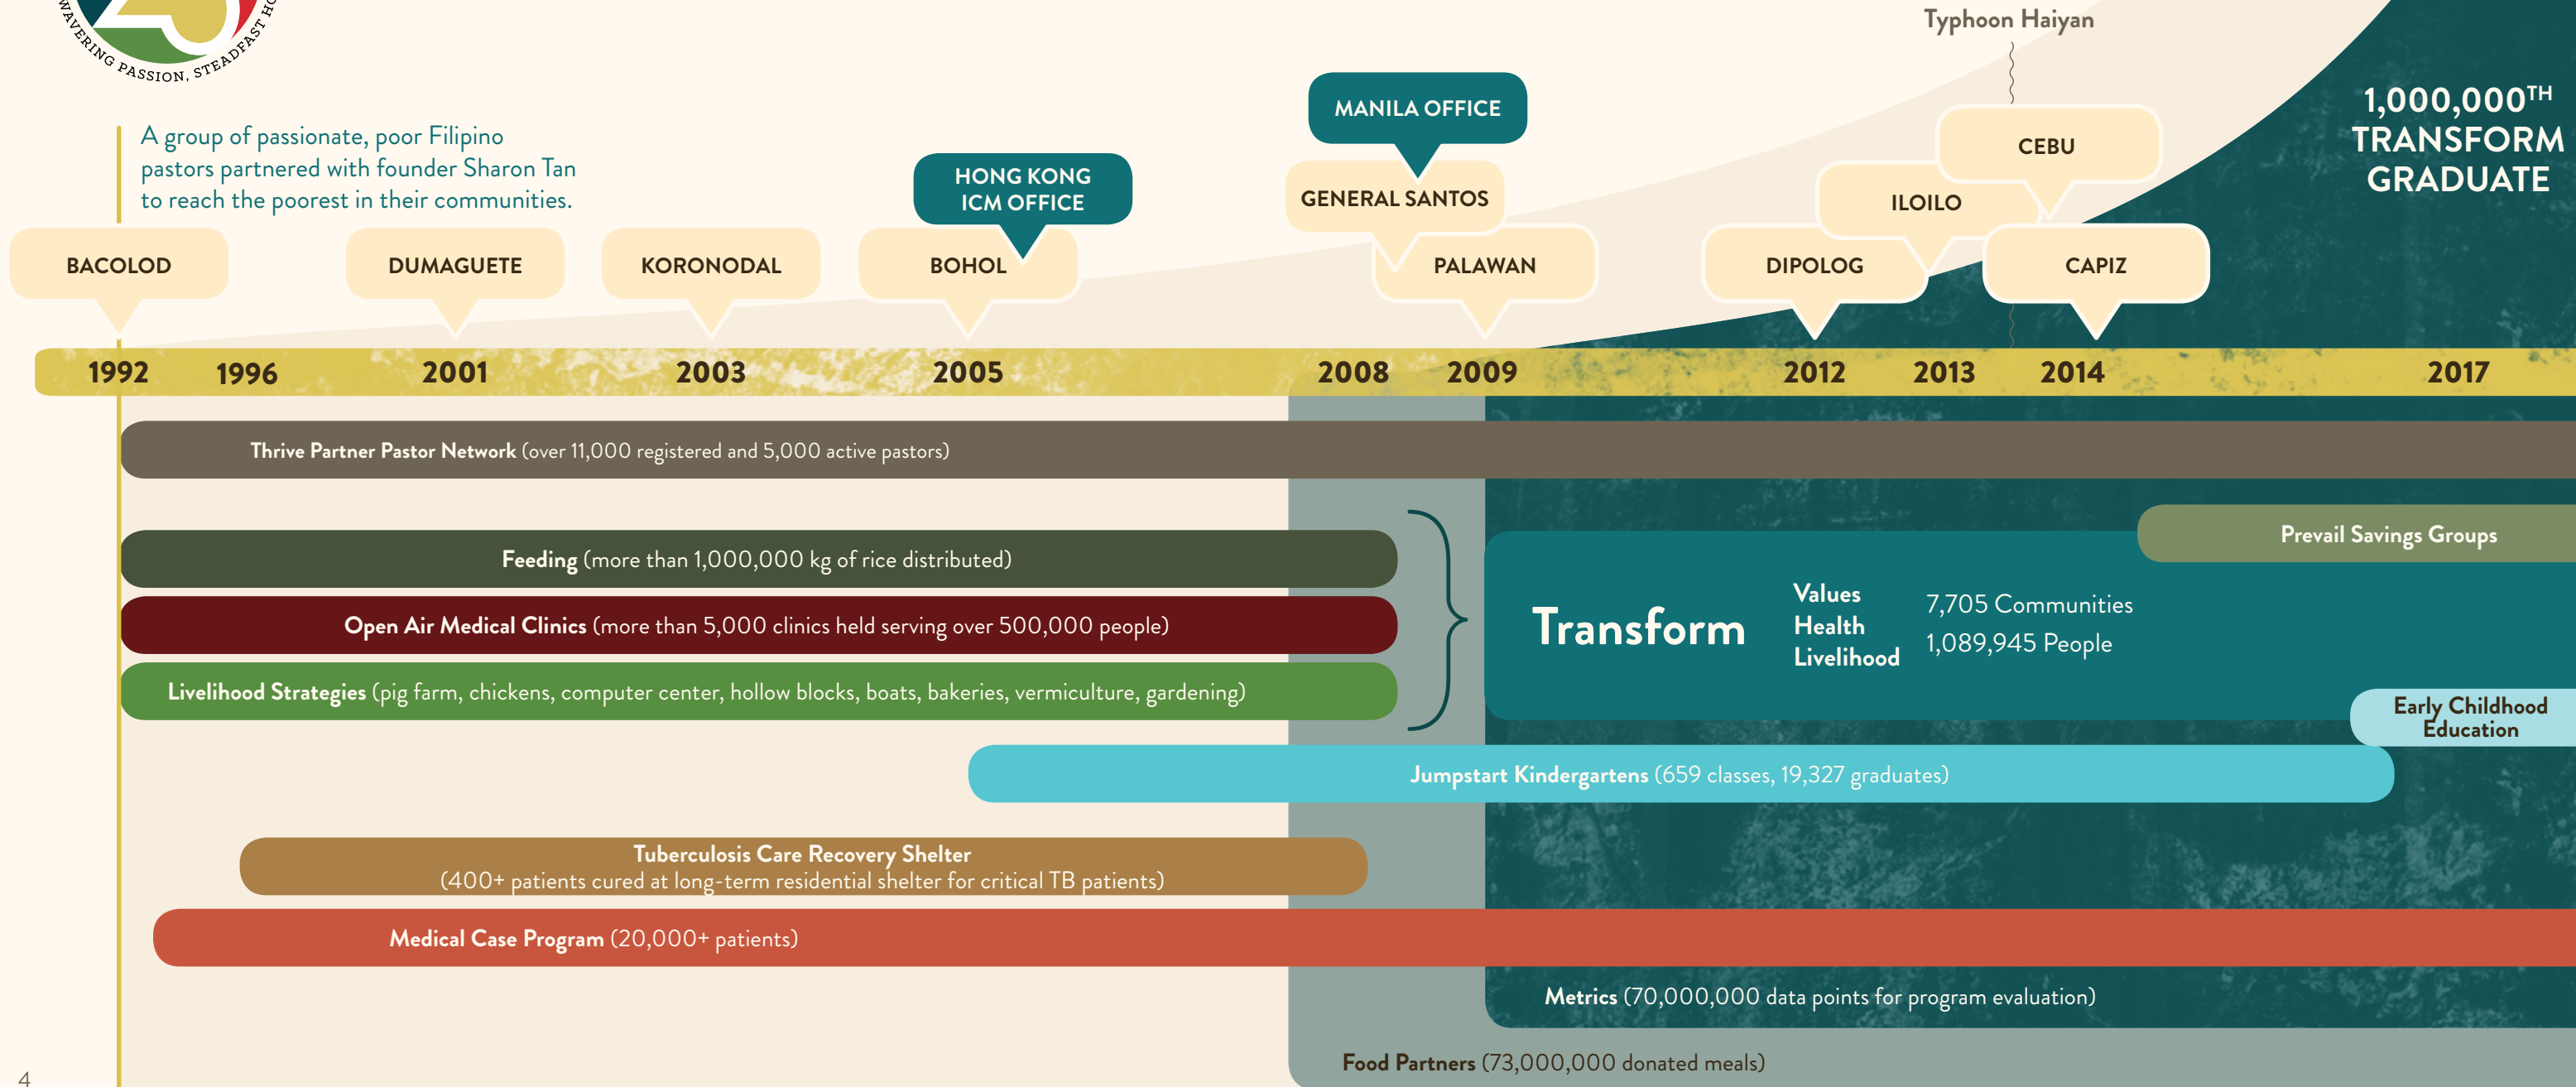 WAVERING PASSION, STEADFAST
Typhoon Haiyan
1,000,000TH
TRANSFORM
GRADUATE
A group of passionate, poor Filipino
pastors partnered with founder Sharon Tan
to reach the poorest in their communities.
MANILA OFFICE
HONG KONG
ICM OFFICE
CEBU
GENERAL SANTOS
ILOILO
BACOLOD
DUMAGUETE
KORONODAL
BOHOL
PALAWAN
DIPOLOG
CAPIZ
1992 1996 2001 2003 2005 2008 2009 2012 2013 2014 2017
Thrive Partner Pastor Network (over 11,000 registered and 5,000 active pastors)
Feeding (more than 1,000,000 kg of rice distributed)
Open Air Medical Clinics (more than 5,000 clinics held serving over 500,000 people)
Livelihood Strategies (pig farm, chickens, computer center, hollow blocks, boats, bakeries, vermiculture, gardening)
Prevail Savings Groups
Transform
Values
Health
Livelihood
7,705 Communities
1,089,945 People
Early Childhood
Education
Jumpstart Kindergartens (659 classes, 19,327 graduates)
Tuberculosis Care Recovery Shelter
(400+ patients cured at long-term residential shelter for critical TB patients)
Medical Case Program (20,000+ patients)
Metrics (70,000,000 data points for program evaluation)
Food Partners (73,000,000 donated meals)
4